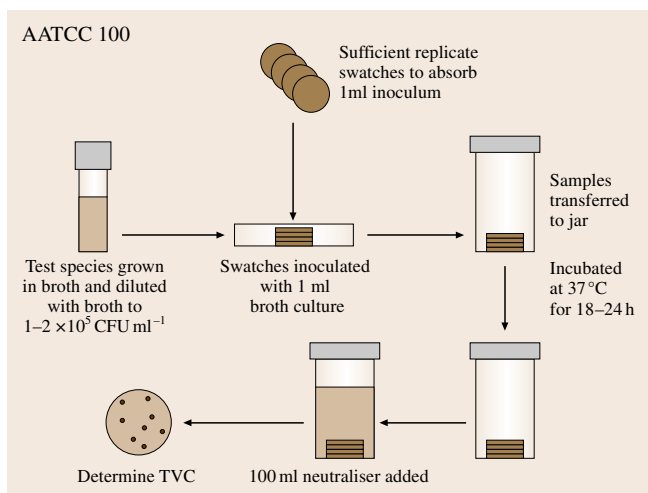 AATCC 100
Sufficient replicate
swatches to absorb
1ml inoculum
Samples
transferred
to jar
Test species grown
in broth and diluted
with broth to
1–2 ×10⁵ CFU ml⁻¹
Swatches inoculated
with 1 ml
broth culture
Incubated
at 37 °C
for 18–24 h
Determine TVC
100 ml neutraliser added